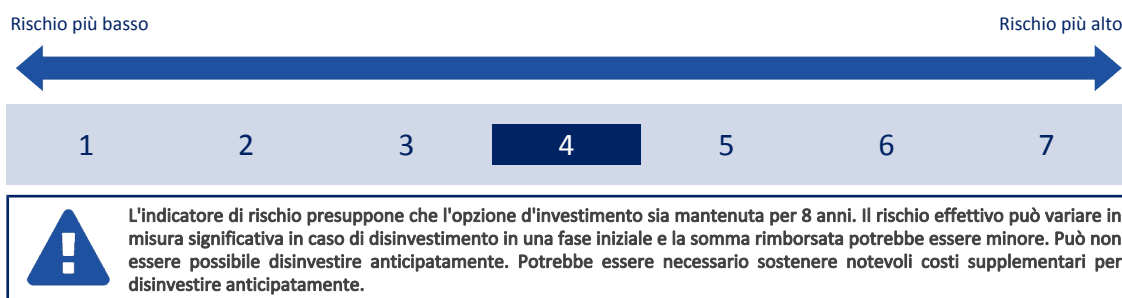 Rischio più basso Rischio più alto
1 2 3 4 5 6 7
L'indicatore di rischio presuppone che l'opzione d'investimento sia mantenuta per 8 anni. Il rischio effettivo può variare in
misura significativa in caso di disinvestimento in una fase iniziale e la somma rimborsata potrebbe essere minore. Può non
essere possibile disinvestire anticipatamente. Potrebbe essere necessario sostenere notevoli costi supplementari per
disinvestire anticipatamente.